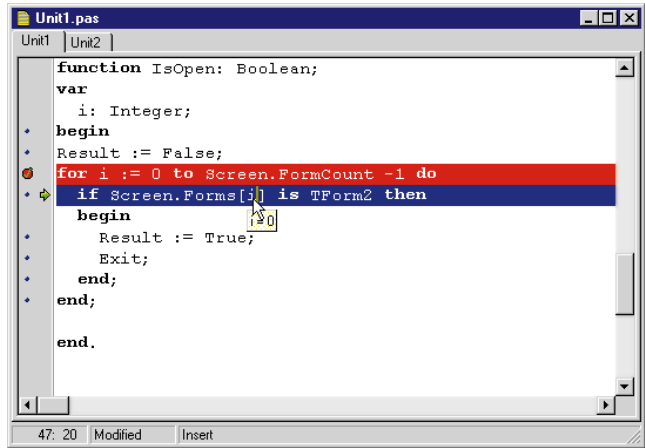 Unit1.pas
Unit1 Unit2
function IsOpen: Boolean;
var
i: Integer;
begin
Result := False;
for i := 0 to Screen.FormCount -1 do
if Screen.Forms[i] is TForm2 then
begin
i=0
Result := True;
Exit;
end;
end;
end.
47: 20 Modified Insert